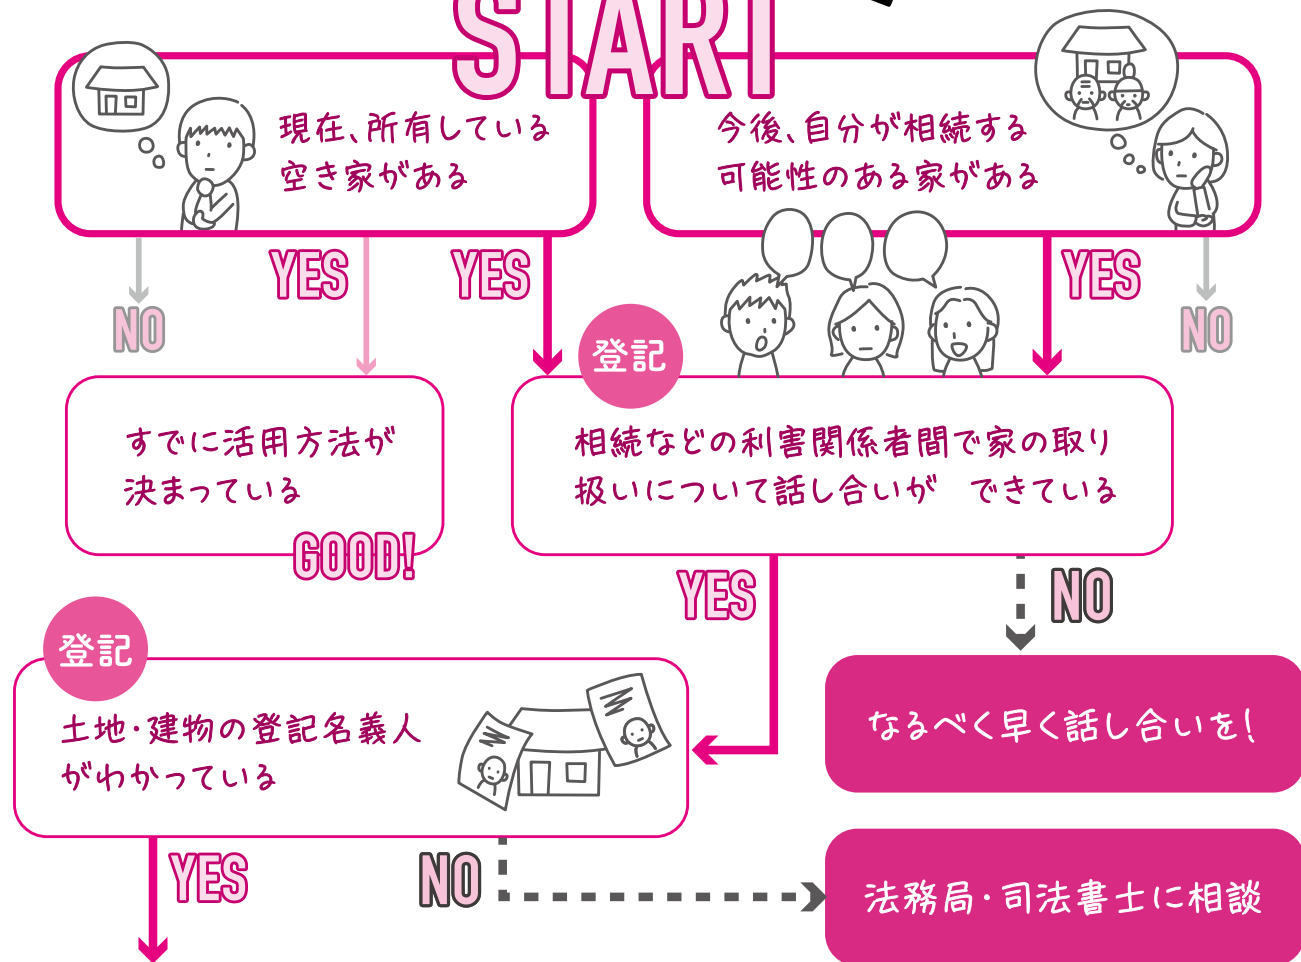 START
現在、所有している
空き家がある
今後、自分が相続する
可能性のある家がある
NO
YES
YES
YES
NO
登記
すでに活用方法が
決まっている
GOOD!
相続などの利害関係者間で家の取り
扱いについて話し合いが　できている
YES
NO
登記
土地・建物の登記名義人
がわかっている
なるべく早く話し合いを!
YES
NO
法務局・司法書士に相談